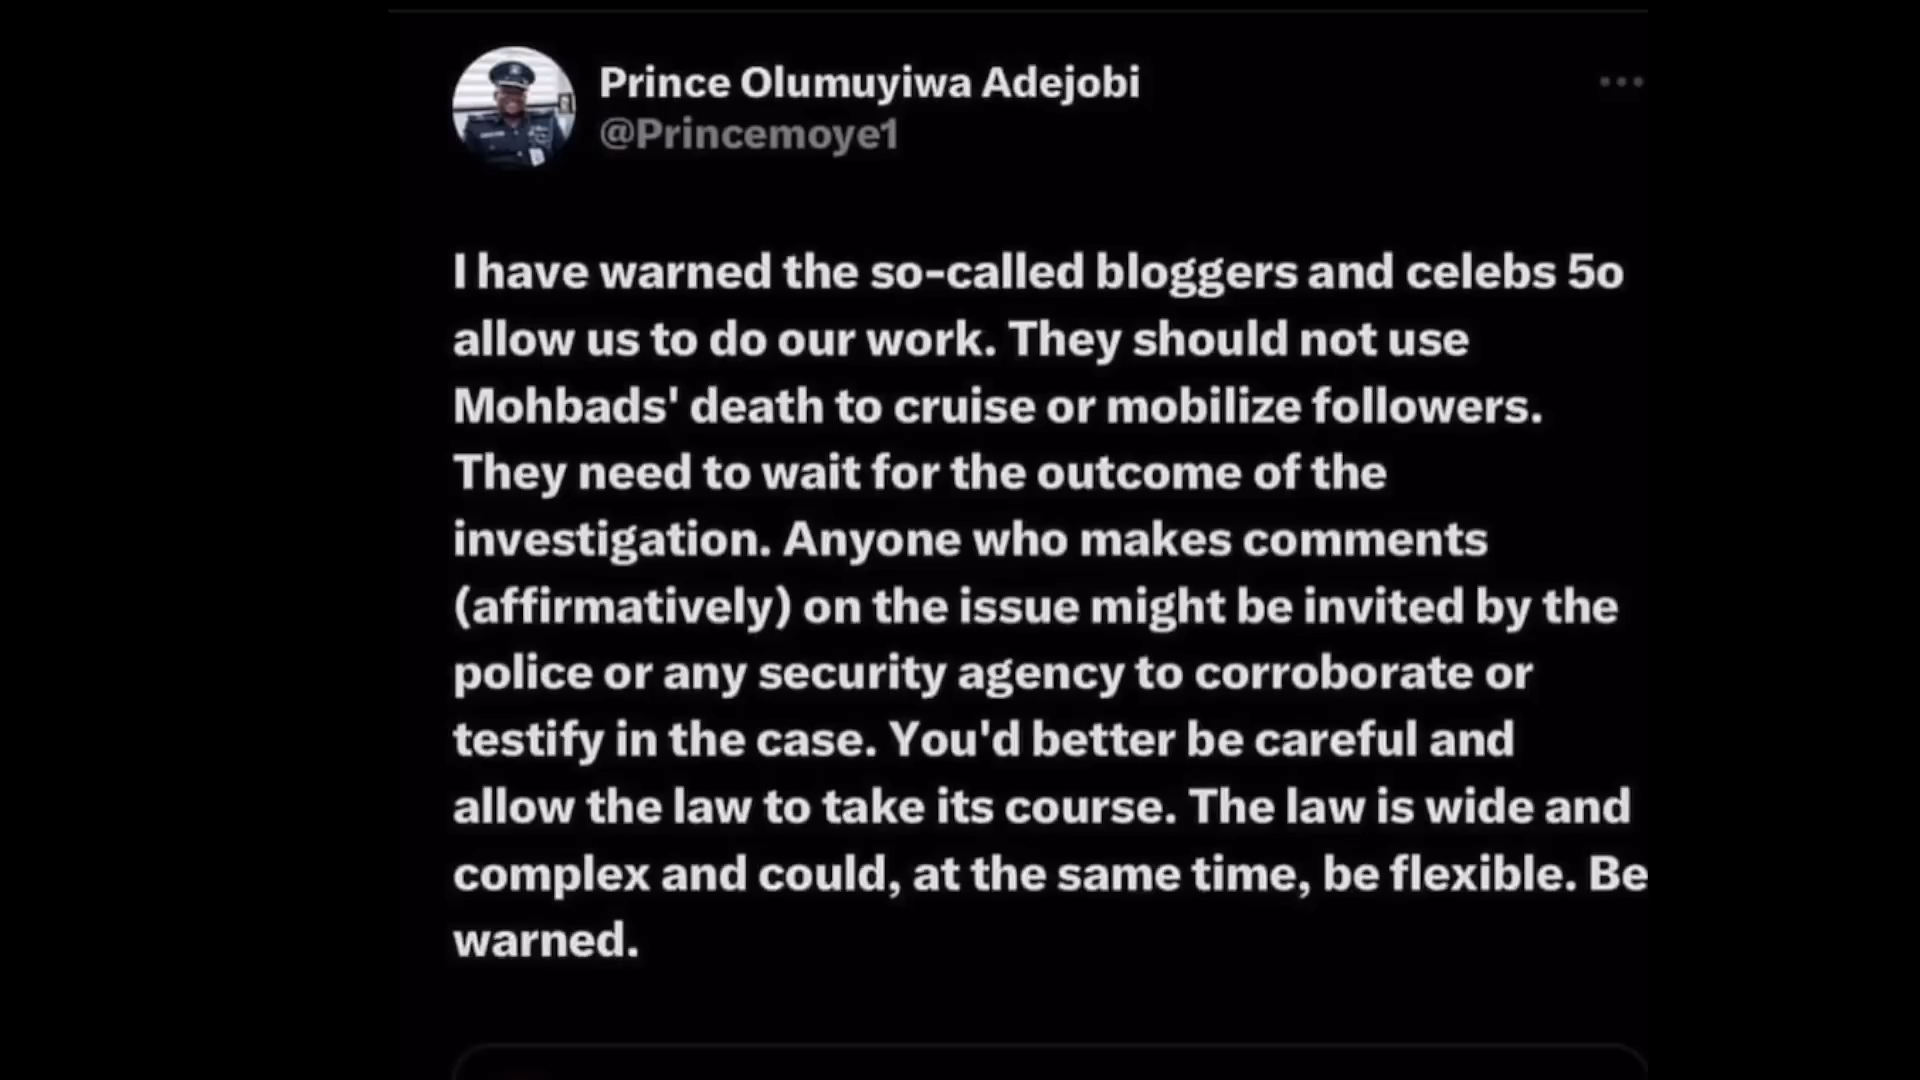 Prince Olumuyiwa Adejobi
@Princemoye1
I have warned the so-called bloggers and celebs 5o
allow us to do our work. They should not use
Mohbads' death to cruise or mobilize followers.
They need to wait for the outcome of the
investigation. Anyone who makes comments
(affirmatively) on the issue might be invited by the
police or any security agency to corroborate or
testify in the case. You'd better be careful and
allow the law to take its course. The law is wide and
complex and could, at the same time, be flexible. Be
warned.